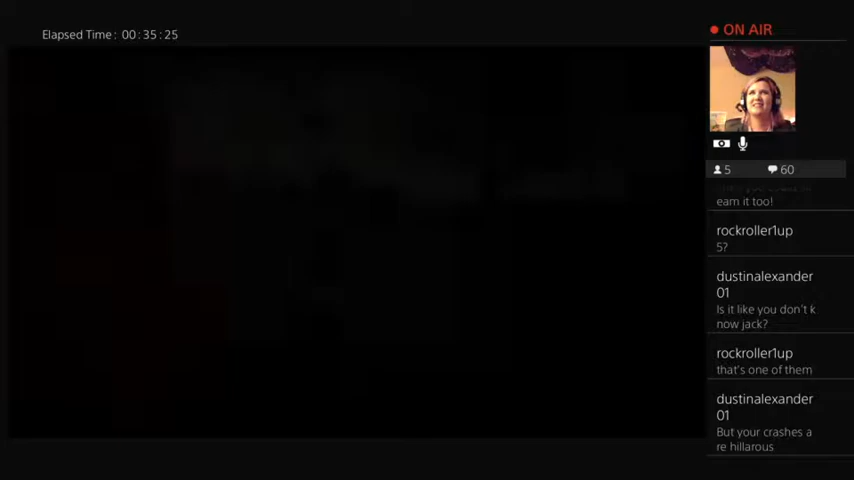 Elapsed Time: 00:35:25
ON AIR
5
60
eam it too!
rockroller1up
5?
dustinalexander
01
Is it like you don't k
now jack?
rockroller1up
that's one of them
dustinalexander
01
But your crashes a
re hillarous